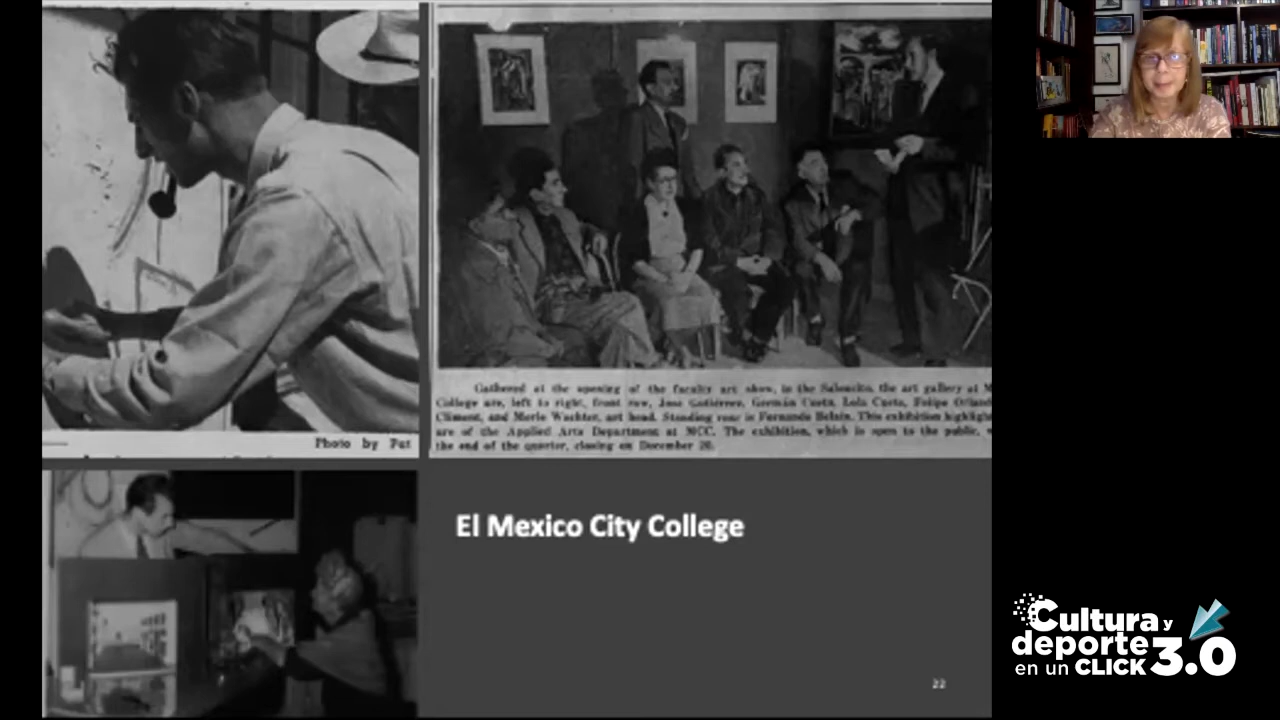 Photo by Pat
Gathered at the opening of the faculty art show, in the Saloncito, the art gallery at M
College are, left to right, front row, Jose Gutierrez, German Cueto, Lola Cueto, Felipe Orland
Climent, and Merle Wachter, art head. Standing rear is Fernando Belain. This exhibition highligh
are of the Applied Arts Department at MCC. The exhibition, which is open to the public, w
the end of the quarter, closing on December 20.
El Mexico City College
22
Cultura y
deporte
en un CLICK 3.0